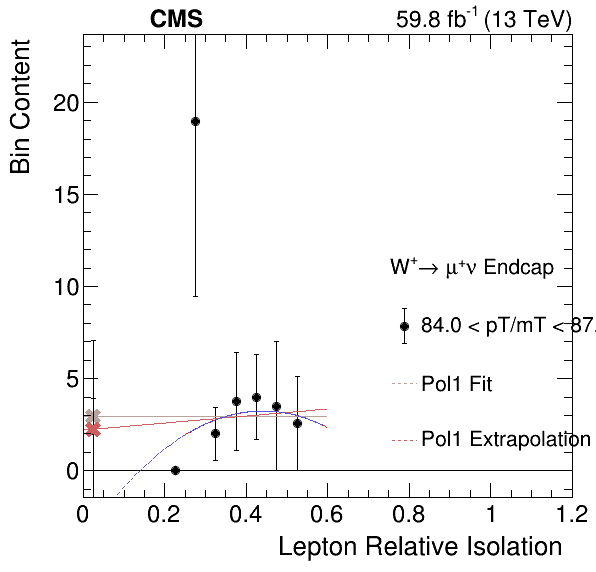 CMS 59.8 fb⁻¹ (13 TeV)
Bin Content
20
15
10
5
0
W⁺→ μ⁺ν Endcap
84.0 < pT/mT < 87.
Pol1 Fit
Pol1 Extrapolation
0 0.2 0.4 0.6 0.8 1 1.2
Lepton Relative Isolation